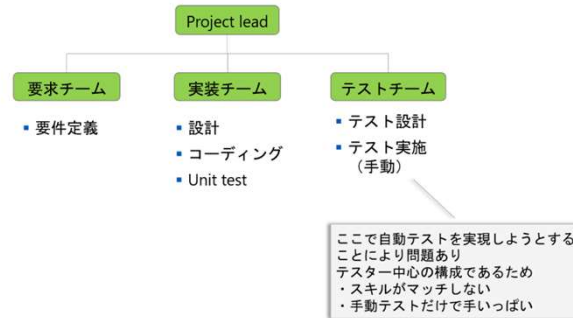 Project lead
要求チーム
実装チーム
テストチーム
▪ 要件定義
▪ 設計
▪ コーディング
▪ Unit test
▪ テスト設計
▪ テスト実施
（手動）
ここで自動テストを実現しようとする
ことにより問題あり
テスター中心の構成であるため
・スキルがマッチしない
・手動テストだけで手いっぱい